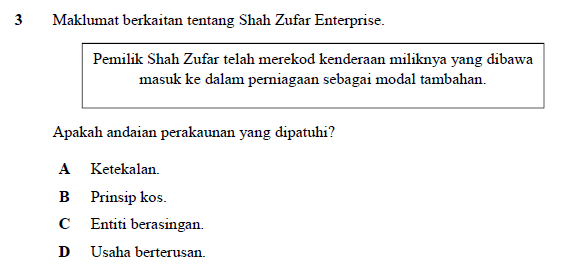 3 Maklumat berkaitan tentang Shah Zufar Enterprise.
Pemilik Shah Zufar telah merekod kenderaan miliknya yang dibawa
masuk ke dalam perniagaan sebagai modal tambahan.
Apakah andaian perakaunan yang dipatuhi?
A Ketekalan.
B Prinsip kos.
C Entiti berasingan.
D Usaha berterusan.